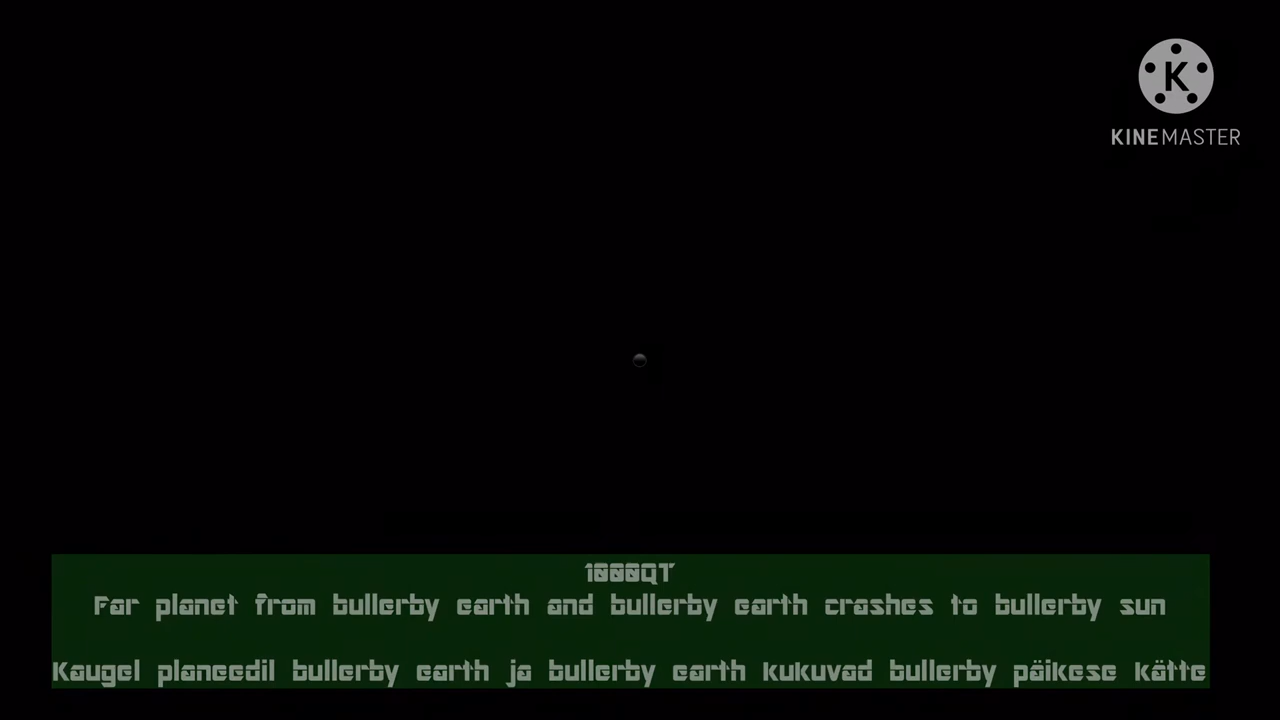 K
KINEMASTER
1000QT
Far planet from bullerby earth and bullerby earth crashes to bullerby sun
Kaugel planeedil bullerby earth ja bullerby earth kukuvad bullerby päikese kätte